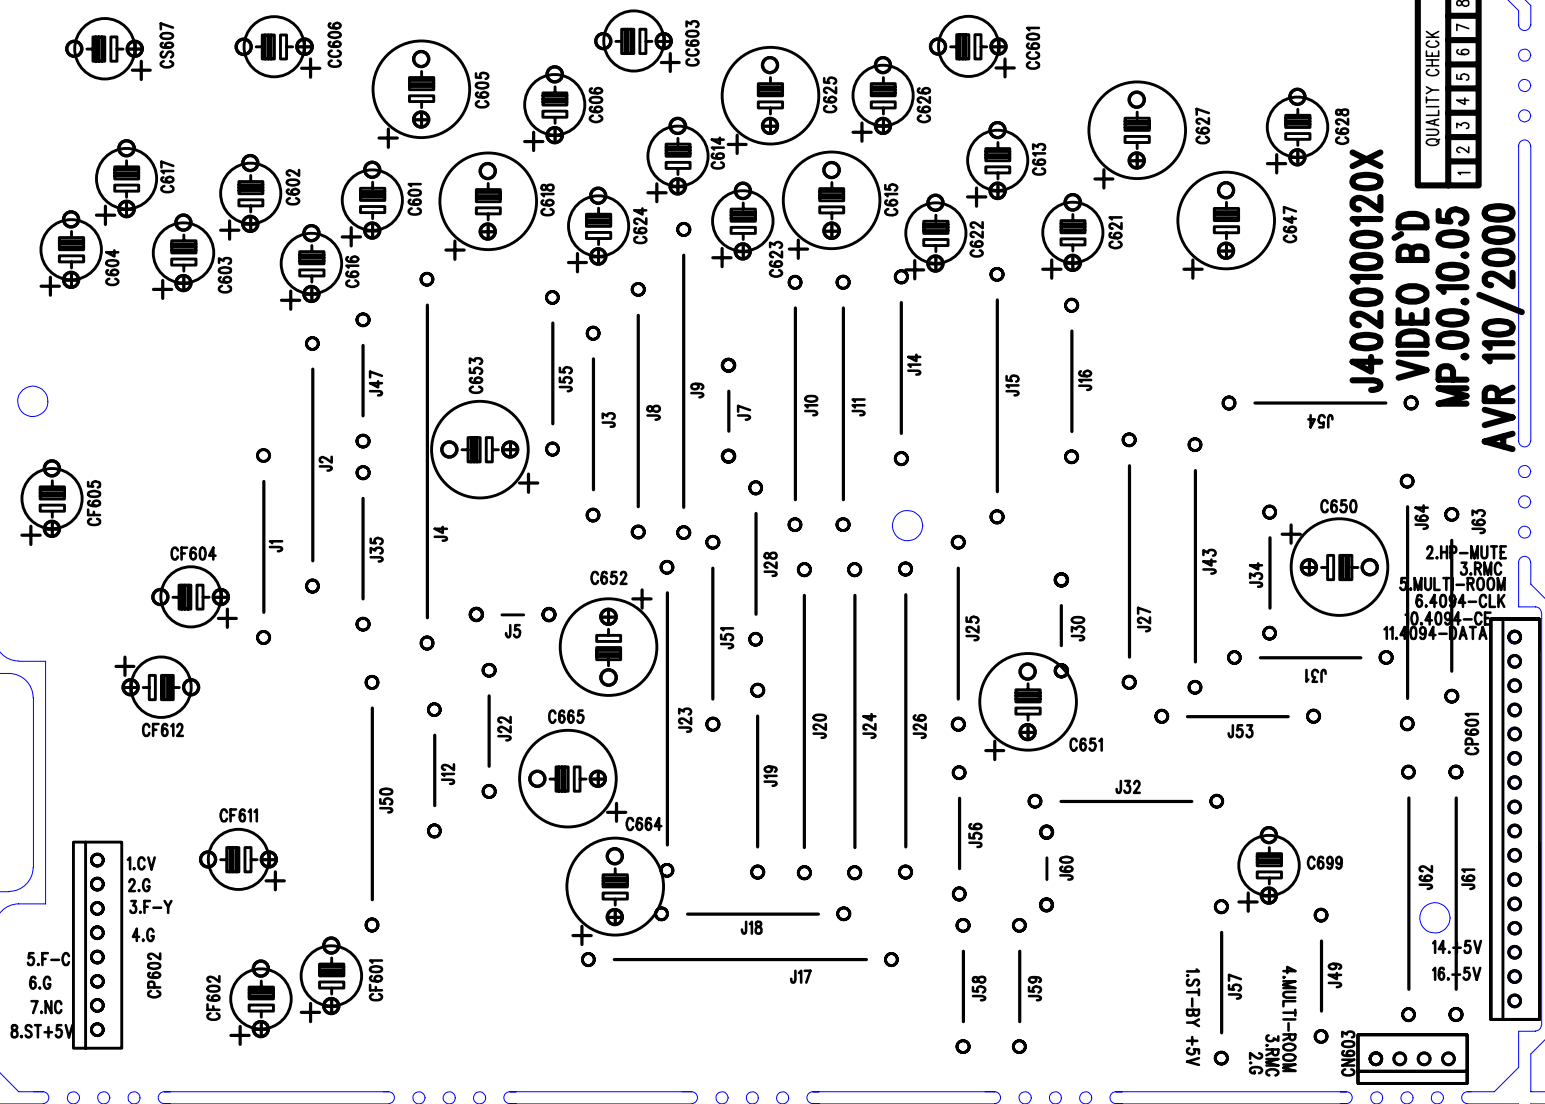 CS607
CC606
C605
C606
CC603
C625
C626
CC601
C627
C628
QUALITY CHECK
1 2 3 4 5 6 7 8
C617
C602
C601
C618
C614
C615
C613
C604
C603
C616
C624
C623
C622
C621
C647
J402010012OX
VIDEO B`D
MP.00.10.05
AVR 110/2000
J47
C653
J55
J3
J8
J9
J7
J10
J11
J14
J15
J16
J54
CF605
J1
J2
J35
J4
J28
J25
J30
J27
J43
J34
C650
J64
J63
CF604
C652
J51
J5
2.HP-MUTE
3.RMC
5.MULTI-ROOM
6.4094-CLK
10.4094-CE
11.4094-DATA
J31
CF612
J22
C665
J23
J20
J24
J26
C651
J53
CP601
J12
J19
J50
J32
J56
J60
CF611
C664
C699
J62
J61
1.CV
2.G
3.F-Y
4.G
5.F-C
6.G
7.NC
8.ST+5V
CP602
CF602
CF601
J18
J17
J58
J59
J57
J49
14.-5V
16.-5V
1.ST-BY +5V
4.MULTI-ROOM
3.RMC
2.G
CN603